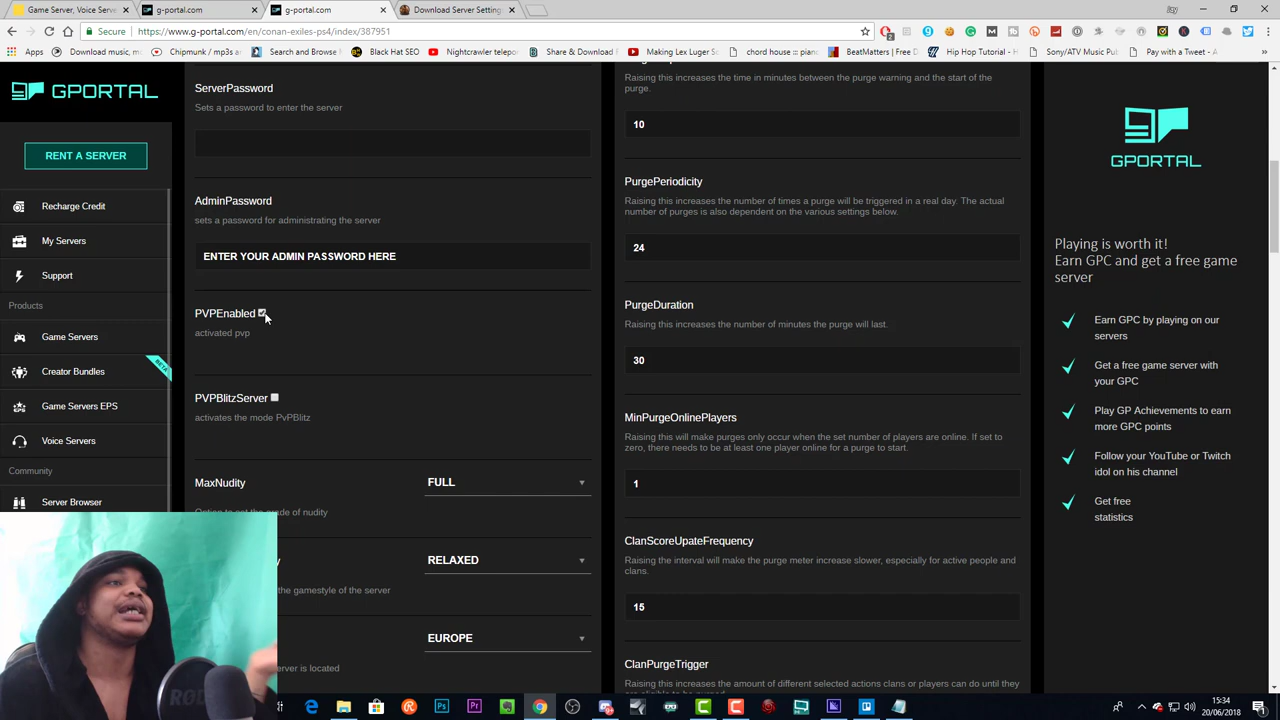 Game Server, Voice Serve
g-portal.com
g-portal.com
Download Server Setting
Secure
https://www.g-portal.com/en/conan-exiles-ps4/index/387951
Apps
Download music, m
Chipmunk / mp3 a
Search and Browse
Black Hat SEO
Nightcrawler telepor
Share & Download
Making Lex Luger S
chord house ::: piano
BeatMatters | Free D
Hip Hop Tutorial - H
Sony/ATV Music Pub
Pay with a Tweet -
GPORTAL
RENT A SERVER
Recharge Credit
My Servers
Support
Products
Game Servers
Creator Bundles
BETA
Game Servers EPS
Voice Servers
Community
Server Browser
ServerPassword
Sets a password to enter the server
AdminPassword
sets a password for administrating the server
ENTER YOUR ADMIN PASSWORD HERE
PVPEnabled
activated pvp
PVPBlitzServer
activates the mode PvPBlitz
MaxNudity
FULL
RELAXED
the gamestyle of the server
EUROPE
erver is located
Raising this increases the time in minutes between the purge warning and the start of the
purge.
10
PurgePeriodicity
Raising this increases the number of times a purge will be triggered in a real day. The actual
number of purges is also dependent on the various settings below.
24
PurgeDuration
Raising this increases the number of minutes the purge will last.
30
MinPurgeOnlinePlayers
Raising this will make purges only occur when the set number of players are online. If set to
zero, there needs to be at least one player online for a purge to start.
1
ClanScoreUpateFrequency
Raising the interval will make the purge meter increase slower, especially for active people and
clans.
15
ClanPurgeTrigger
Raising this increases the amount of different selected actions clans or players can do until they
GPORTAL
Playing is worth it!
Earn GPC and get a free game
server
Earn GPC by playing on our
servers
Get a free game server with
your GPC
Play GP Achievements to earn
more GPC points
Follow your YouTube or Twitch
idol on his channel
Get free
statistics
15:34
20/06/2018